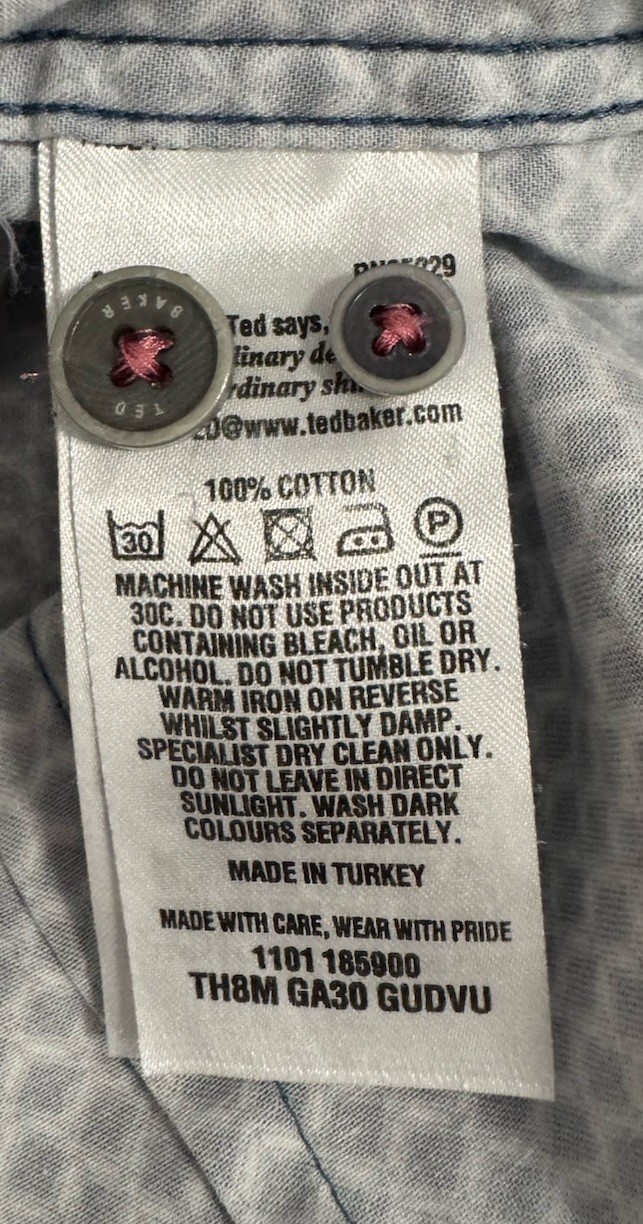 BAKER
TED
Ted says,
www.tedbaker.com
100% COTTON
30
P
MACHINE WASH INSIDE OUT AT
30C. DO NOT USE PRODUCTS
CONTAINING BLEACH, OIL OR
ALCOHOL. DO NOT TUMBLE DRY.
WARM IRON ON REVERSE
WHILST SLIGHTLY DAMP.
SPECIALIST DRY CLEAN ONLY.
DO NOT LEAVE IN DIRECT
SUNLIGHT. WASH DARK
COLOURS SEPARATELY.
MADE IN TURKEY
MADE WITH CARE, WEAR WITH PRIDE
1101 185900
TH8M GA30 GUDVU